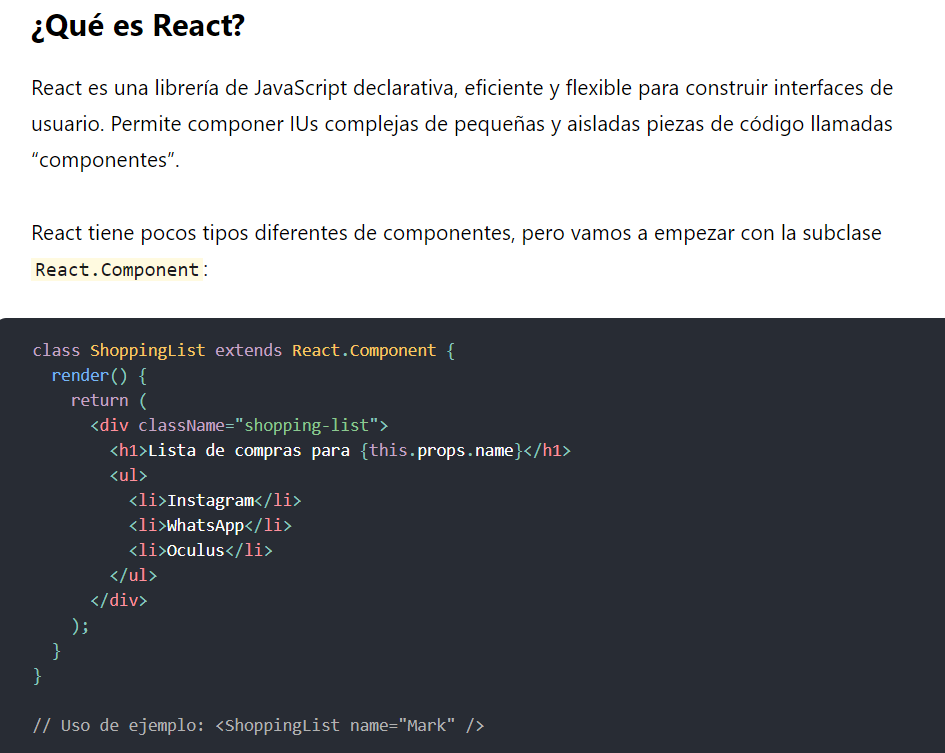 ¿Qué es React?
React es una librería de JavaScript declarativa, eficiente y flexible para construir interfaces de
usuario. Permite componer IUs complejas de pequeñas y aisladas piezas de código llamadas
“componentes”.
React tiene pocos tipos diferentes de componentes, pero vamos a empezar con la subclase
React.Component:
class ShoppingList extends React.Component {
  render() {
    return (
      <div className="shopping-list">
        <h1>Lista de compras para {this.props.name}</h1>
        <ul>
          <li>Instagram</li>
          <li>WhatsApp</li>
          <li>Oculus</li>
        </ul>
      </div>
    );
  }
}
// Uso de ejemplo: <ShoppingList name="Mark" />